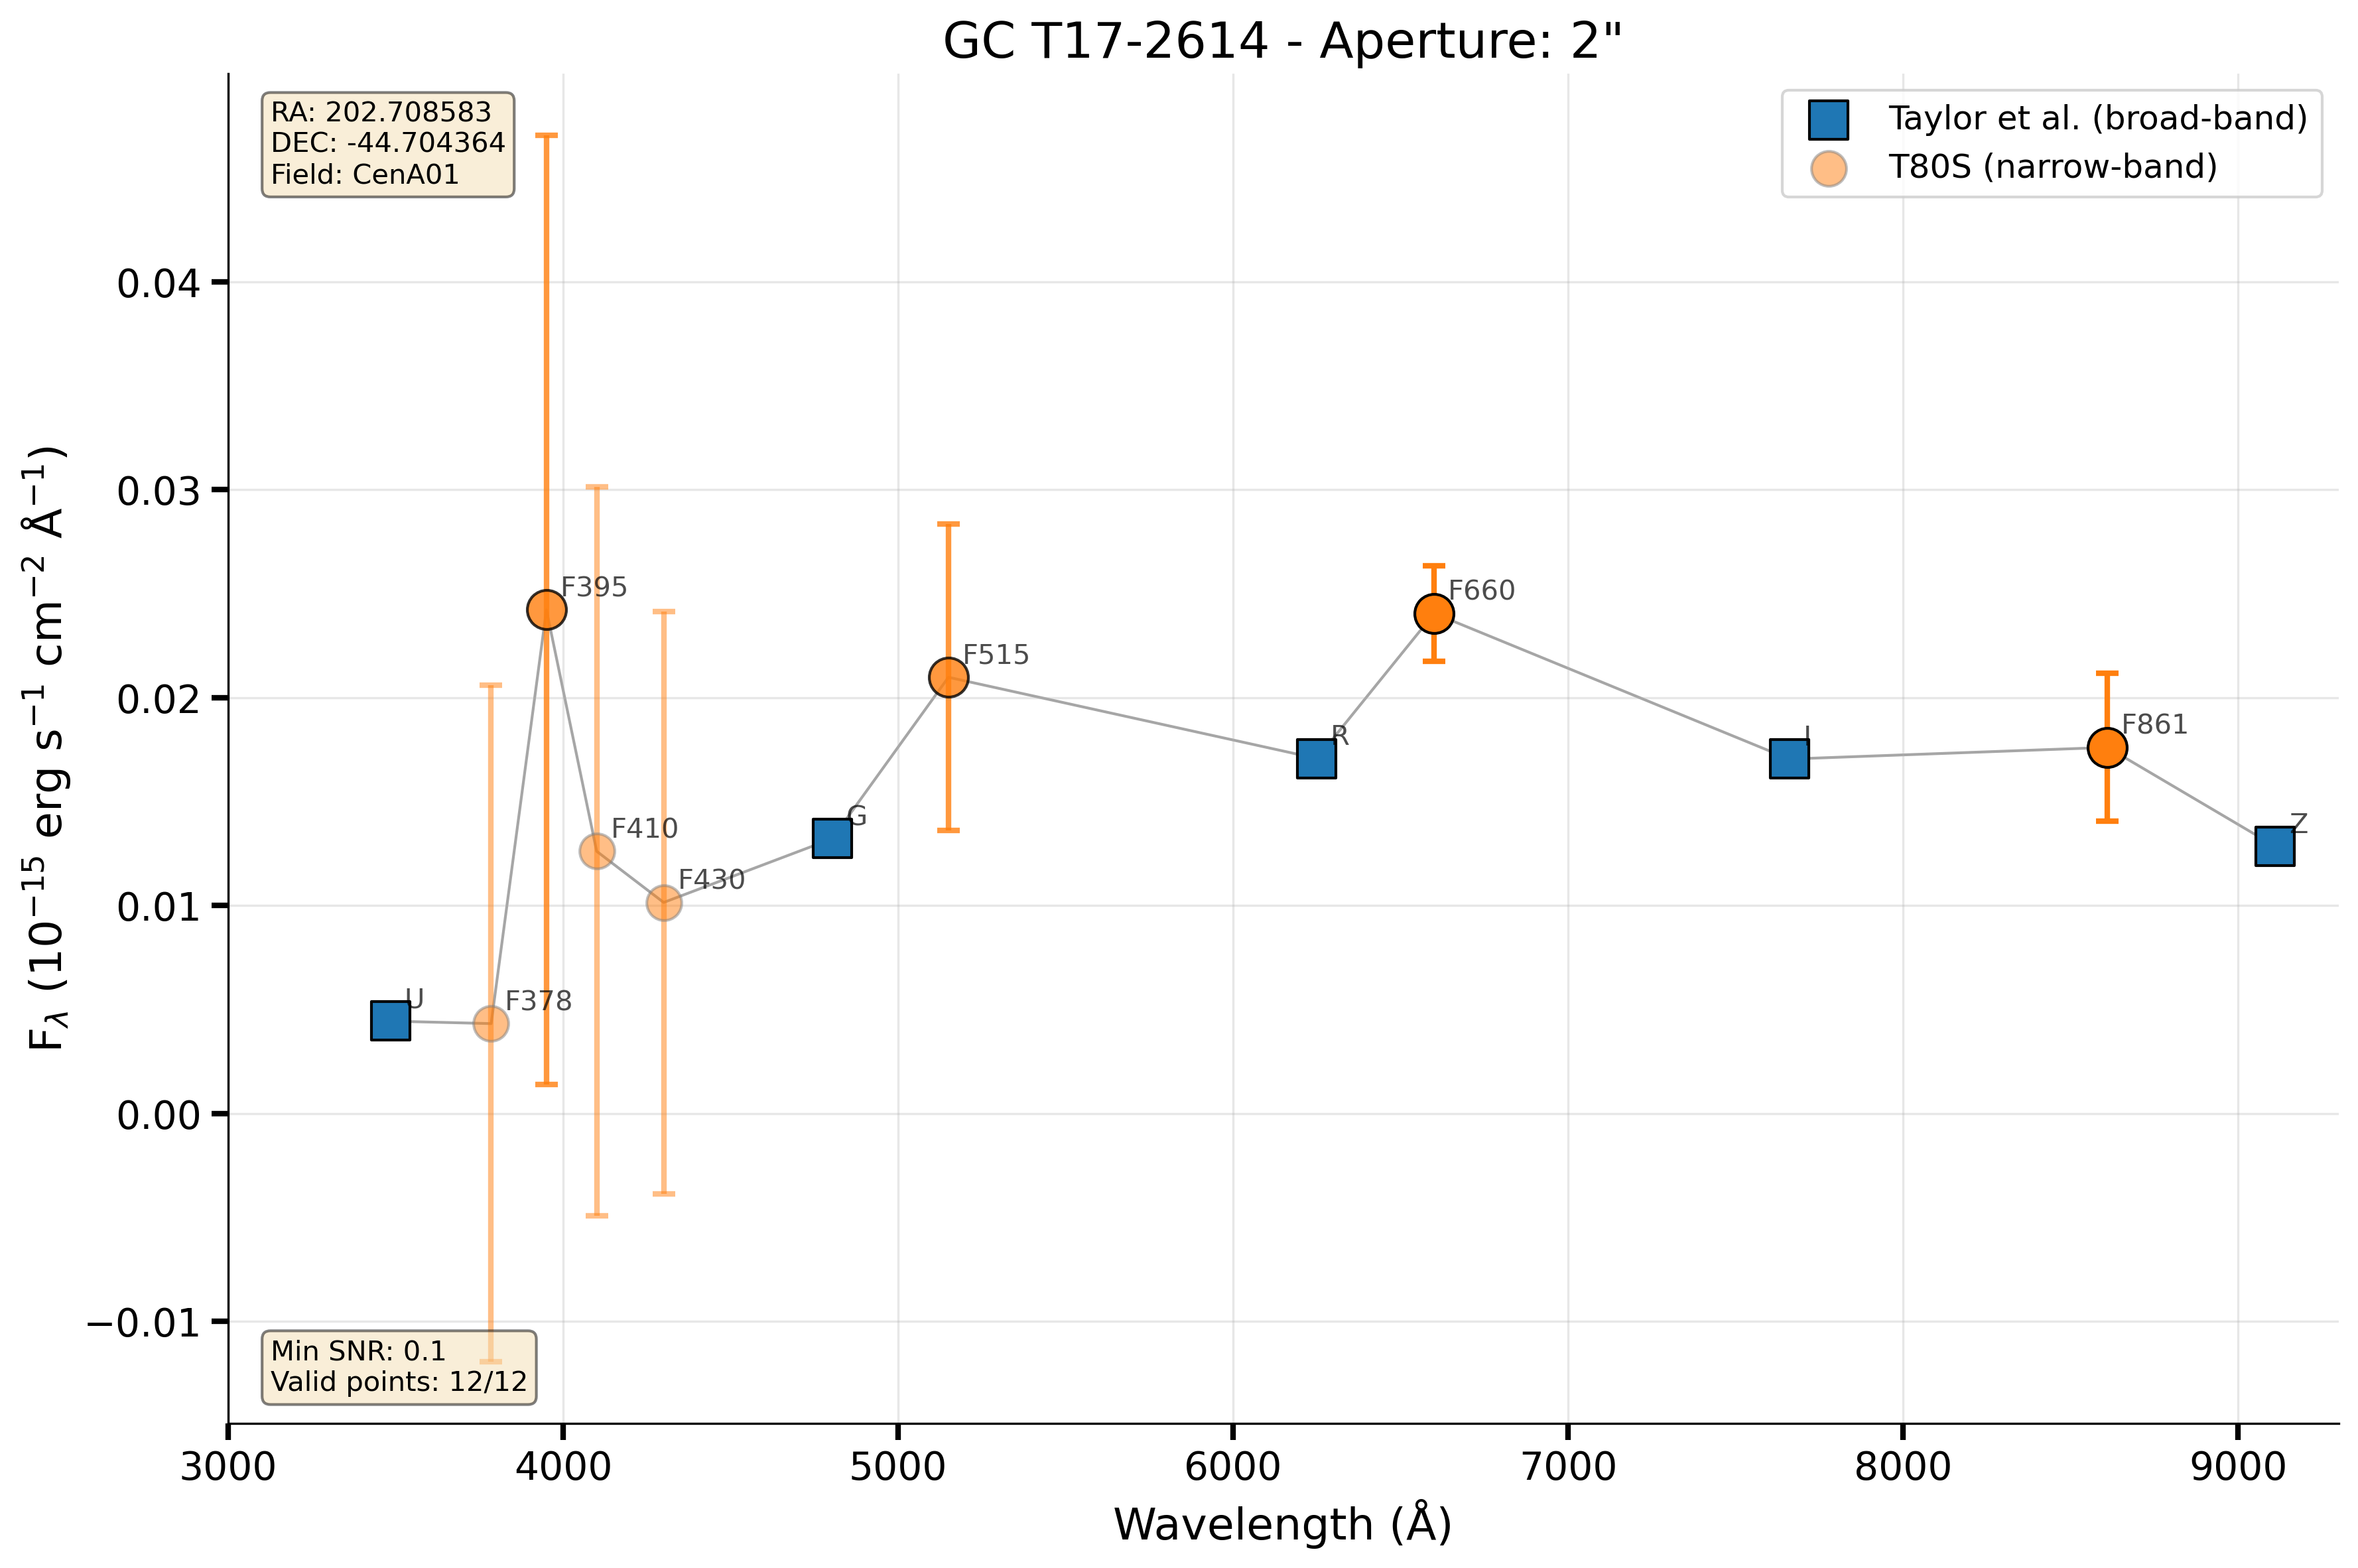 GC T17-2614 - Aperture: 2"
RA: 202.708583
DEC: -44.704364
Field: CenA01
Taylor et al. (broad-band)
T80S (narrow-band)
0.04
0.03
0.02
0.01
0.00
−0.01
F_λ (10⁻¹⁵ erg s⁻¹ cm⁻² Å⁻¹)
U
F378
F395
F410
F430
G
F515
R
F660
I
F861
Z
Min SNR: 0.1
Valid points: 12/12
3000 4000 5000 6000 7000 8000 9000
Wavelength (Å)